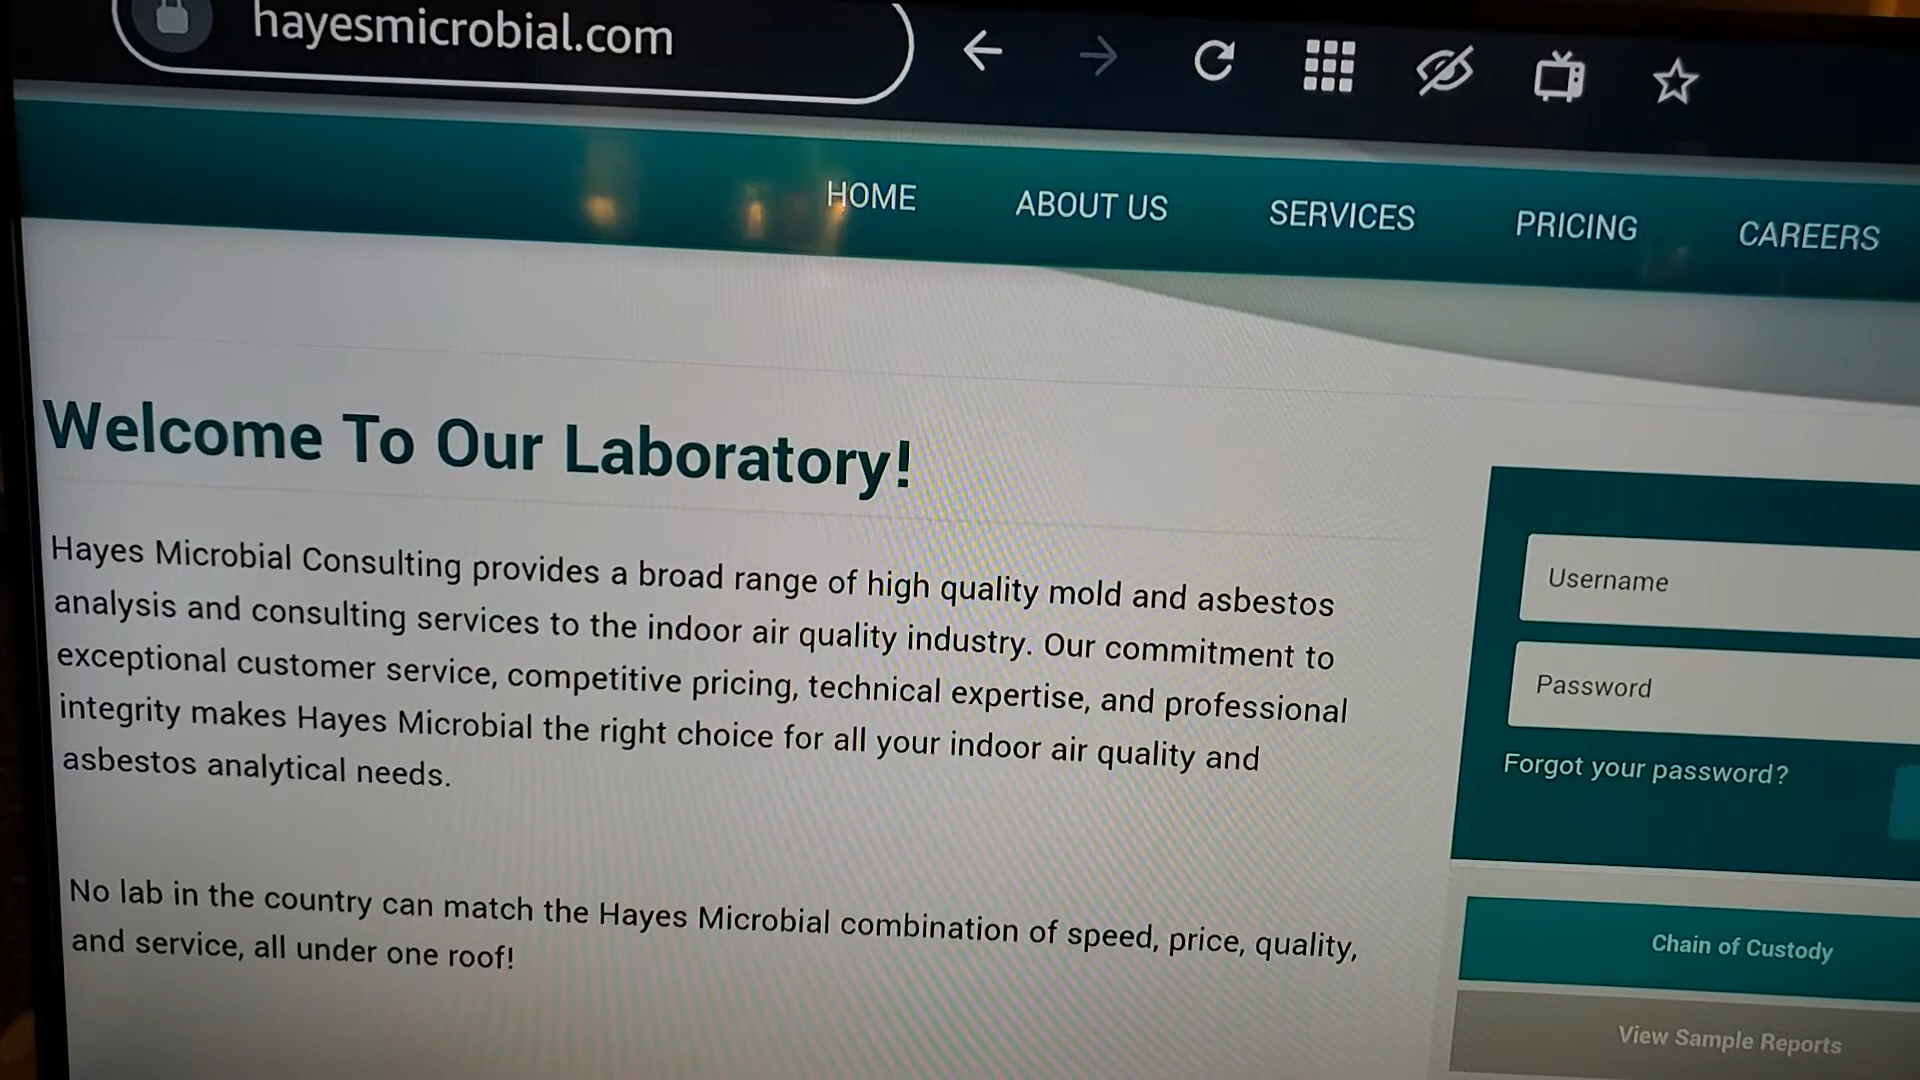 hayesmicrobial.com
HOME ABOUT US SERVICES PRICING CAREERS
Welcome To Our Laboratory!
Hayes Microbial Consulting provides a broad range of high quality mold and asbestos
analysis and consulting services to the indoor air quality industry. Our commitment to
exceptional customer service, competitive pricing, technical expertise, and professional
integrity makes Hayes Microbial the right choice for all your indoor air quality and
asbestos analytical needs.
No lab in the country can match the Hayes Microbial combination of speed, price, quality,
and service, all under one roof!
Username
Password
Forgot your password?
Chain of Custody
View Sample Reports